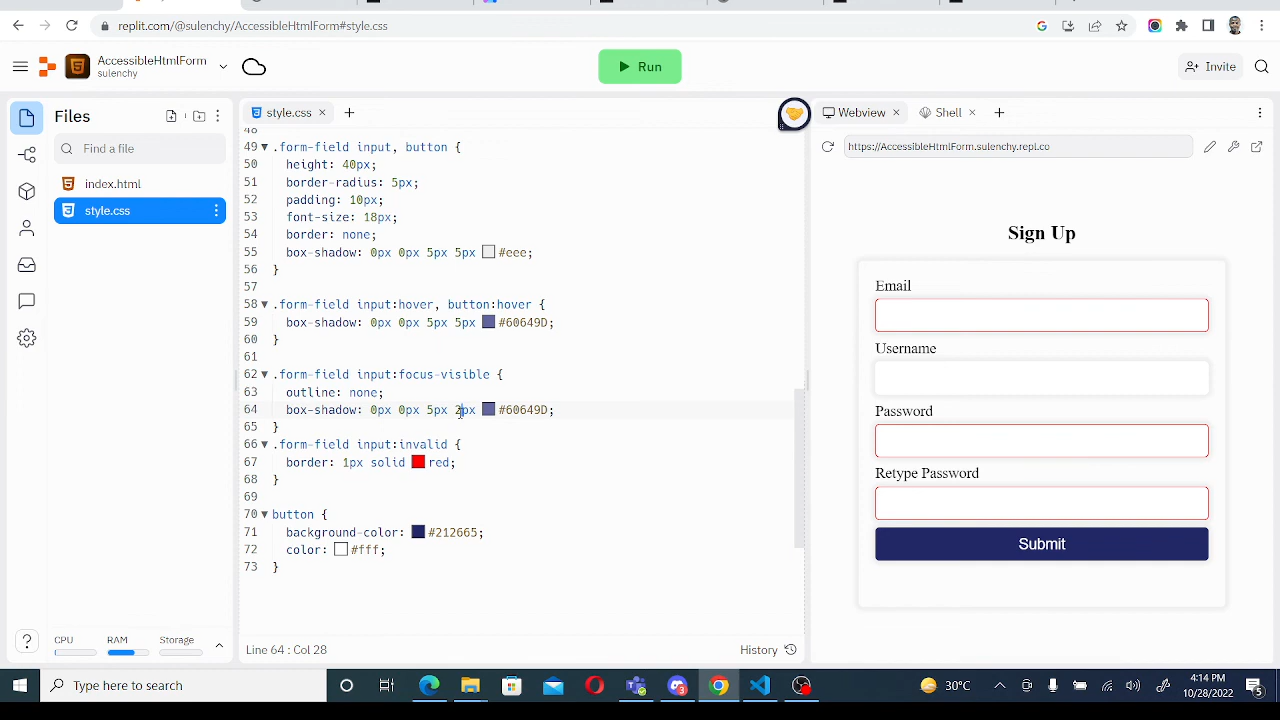 replit.com/@sulenchy/AccessibleHtmlForm#style.css
AccessibleHtmlForm
sulenchy
Run
Invite
Files
Find a file
index.html
style.css
style.css
48
49 .form-field input, button {
50 height: 40px;
51 border-radius: 5px;
52 padding: 10px;
53 font-size: 18px;
54 border: none;
55 box-shadow: 0px 0px 5px 5px #eee;
56 }
57
58 .form-field input:hover, button:hover {
59 box-shadow: 0px 0px 5px 5px #60649D;
60 }
61
62 .form-field input:focus-visible {
63 outline: none;
64 box-shadow: 0px 0px 5px 2px #60649D;
65 }
66 .form-field input:invalid {
67 border: 1px solid red;
68 }
69
70 button {
71 background-color: #212665;
72 color: #fff;
73 }
Line 64 : Col 28
History
CPU RAM Storage
Webview
Shell
https://AccessibleHtmlForm.sulenchy.repl.co
Sign Up
Email
Username
Password
Retype Password
Submit
Type here to search
3
30°C
4:14 PM
10/28/2022
5